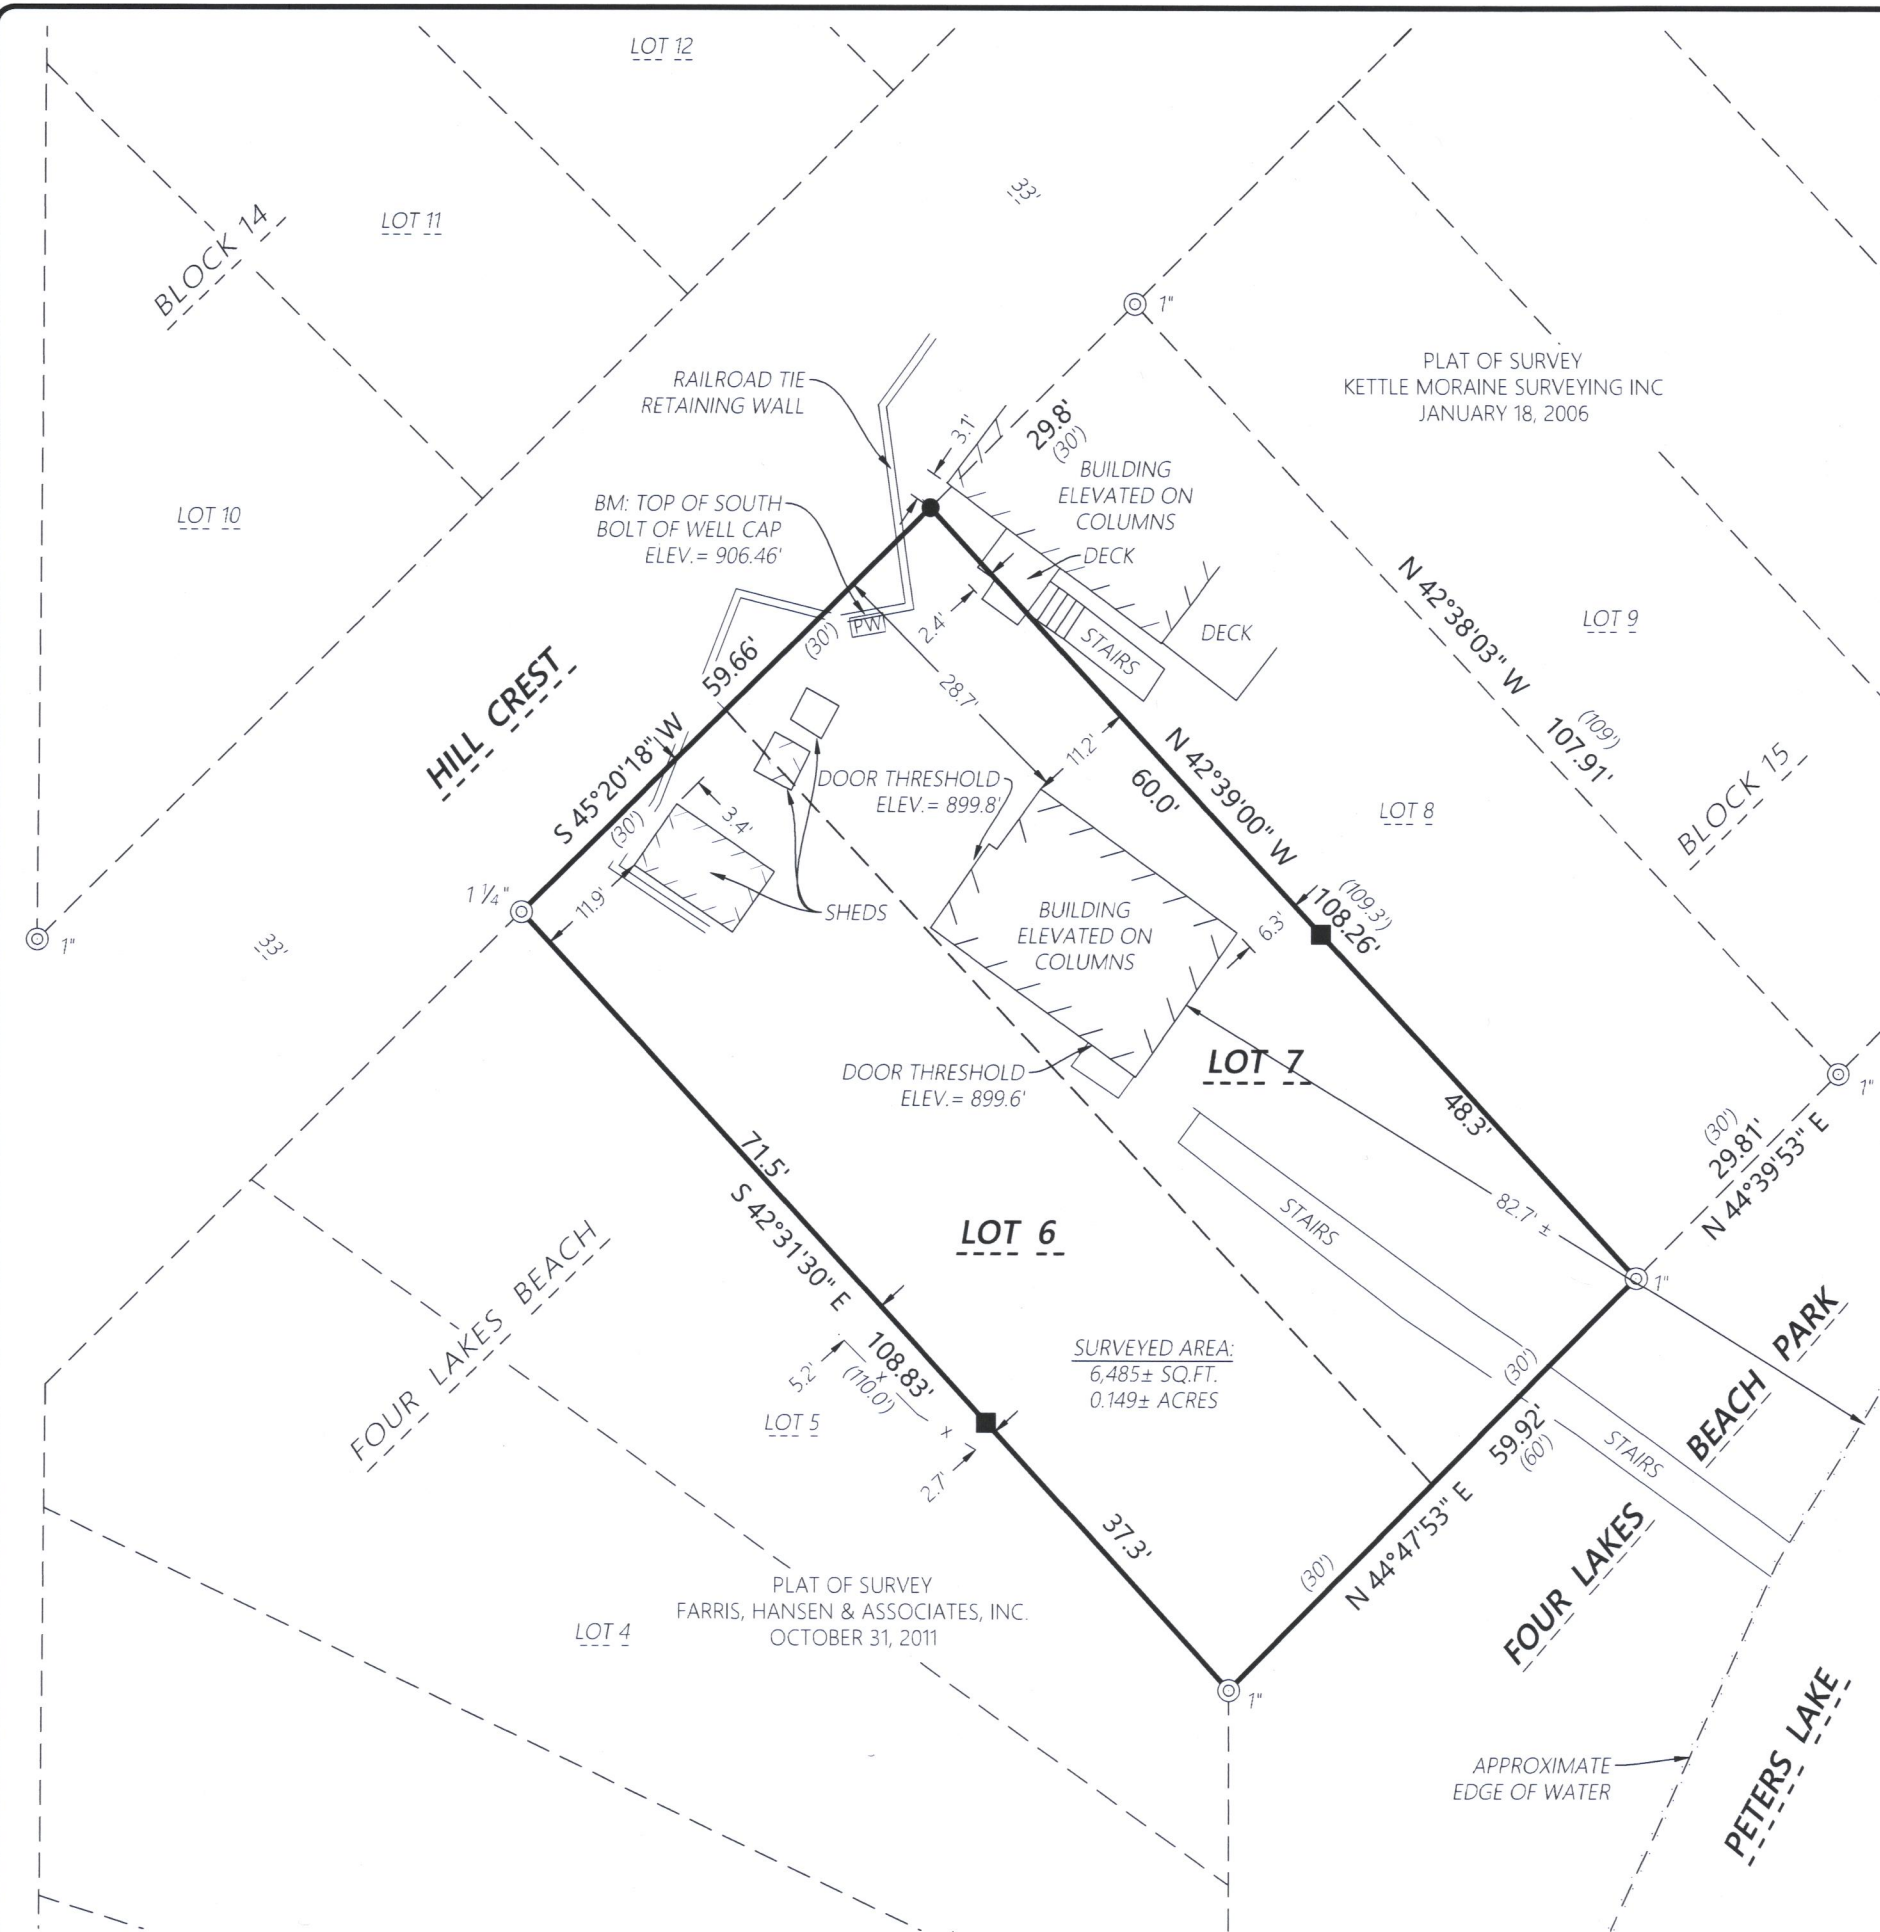 LOT 12
LOT 11
BLOCK 14
33'
1"
LOT 10
RAILROAD TIE
RETAINING WALL
3.1'
29.8'
(30')
PLAT OF SURVEY
KETTLE MORAINE SURVEYING INC
JANUARY 18, 2006
BUILDING
ELEVATED ON
COLUMNS
BM: TOP OF SOUTH
BOLT OF WELL CAP
ELEV.= 906.46'
DECK
PW
2.4'
STAIRS
DECK
N 42°38'03" W
(109')
107.91'
LOT 9
HILL CREST
59.66'
(30')
S 45°20'18" W
(30')
28.7'
11.2'
N 42°39'00" W
60.0'
DOOR THRESHOLD
ELEV.= 899.8'
3.4'
LOT 8
BLOCK 15
1 1/4"
11.9'
SHEDS
BUILDING
ELEVATED ON
COLUMNS
6.3'
(109.3')
108.26'
1"
33'
DOOR THRESHOLD
ELEV.= 899.6'
LOT 7
48.3'
1"
(30')
29.81'
N 44°39'53" E
71.5'
S 42°31'30" E
LOT 6
STAIRS
82.7' ±
1"
FOUR LAKES BEACH
5.2'
108.83'
(110.0')
x
x
LOT 5
2.7'
SURVEYED AREA:
6,485± SQ.FT.
0.149± ACRES
(30')
59.92'
(60')
N 44°47'53" E
(30')
STAIRS
FOUR LAKES
BEACH PARK
37.3'
PLAT OF SURVEY
FARRIS, HANSEN & ASSOCIATES, INC.
OCTOBER 31, 2011
LOT 4
1"
APPROXIMATE
EDGE OF WATER
PETERS LAKE